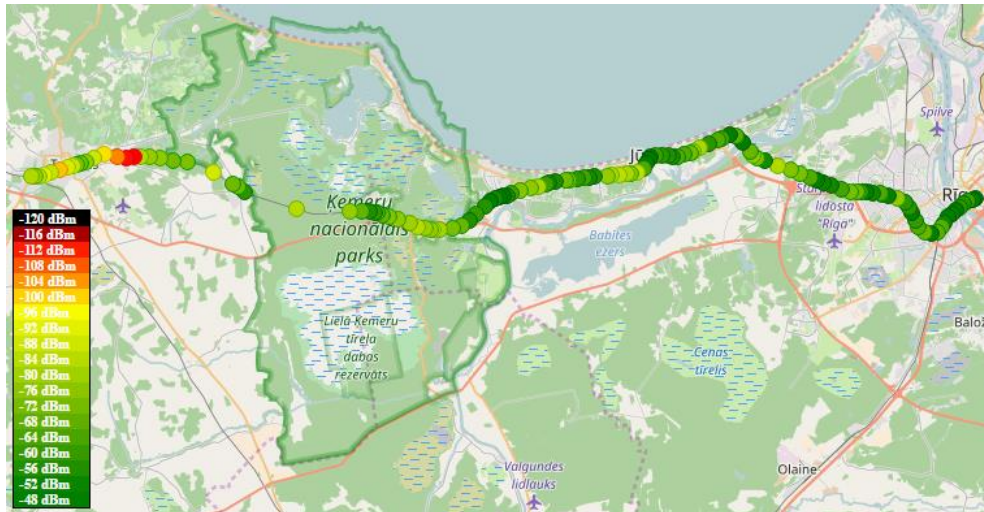 Spilve
Rīg
lidosta
"Rīga"
Babītes
ezers
Ķemeru
nacionālais
parks
Lielā Ķemeru
tīreļa
dabas
rezervāts
Cenas
tīrelis
Balož
Olaine
Valgundes
lidlauks
-120 dBm
-116 dBm
-112 dBm
-108 dBm
-104 dBm
-100 dBm
-96 dBm
-92 dBm
-88 dBm
-84 dBm
-80 dBm
-76 dBm
-72 dBm
-68 dBm
-64 dBm
-60 dBm
-56 dBm
-52 dBm
-48 dBm